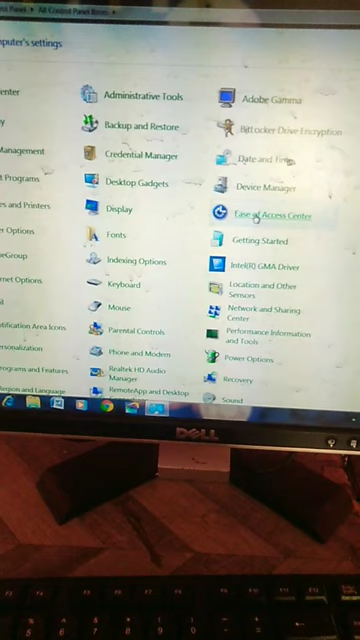 All Control Panel Items
mputer's settings
enter
Administrative Tools
Adobe Gamma
Backup and Restore
BitLocker Drive Encryption
Management
Credential Manager
Date and
t Programs
Desktop Gadgets
Device Manager
es and Printers
Display
Ease of Access Center
er Options
Fonts
Getting Started
eGroup
Indexing Options
Intel(R) GMA Driver
rnet Options
Keyboard
Location and Other
Sensors
Mouse
Network and Sharing
Center
tification Area Icons
Parental Controls
Performance Information
and Tools
rsonalization
Phone and Modem
Power Options
rograms and Features
Realtek HD Audio
Manager
Recovery
Region and Language
RemoteApp and Desktop
Sound
DELL